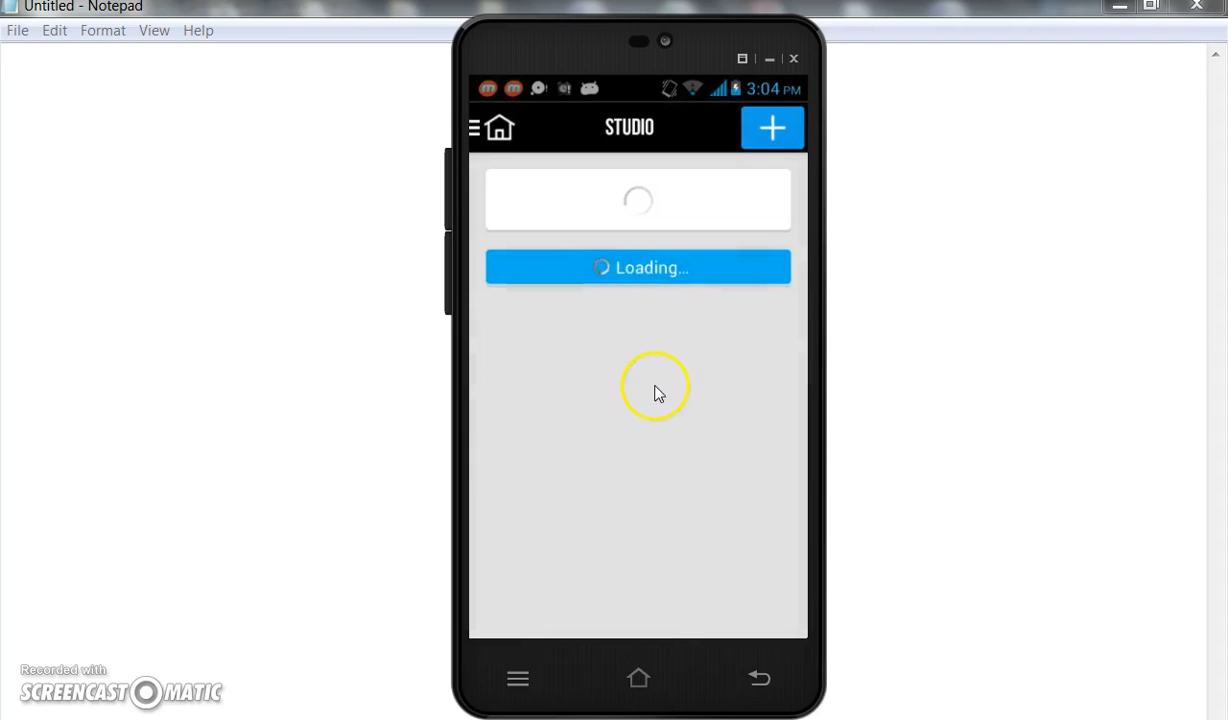 Untitled - Notepad
File Edit Format View Help
3:04 PM
STUDIO
Loading...
Recorded with
SCREENCAST MATIC